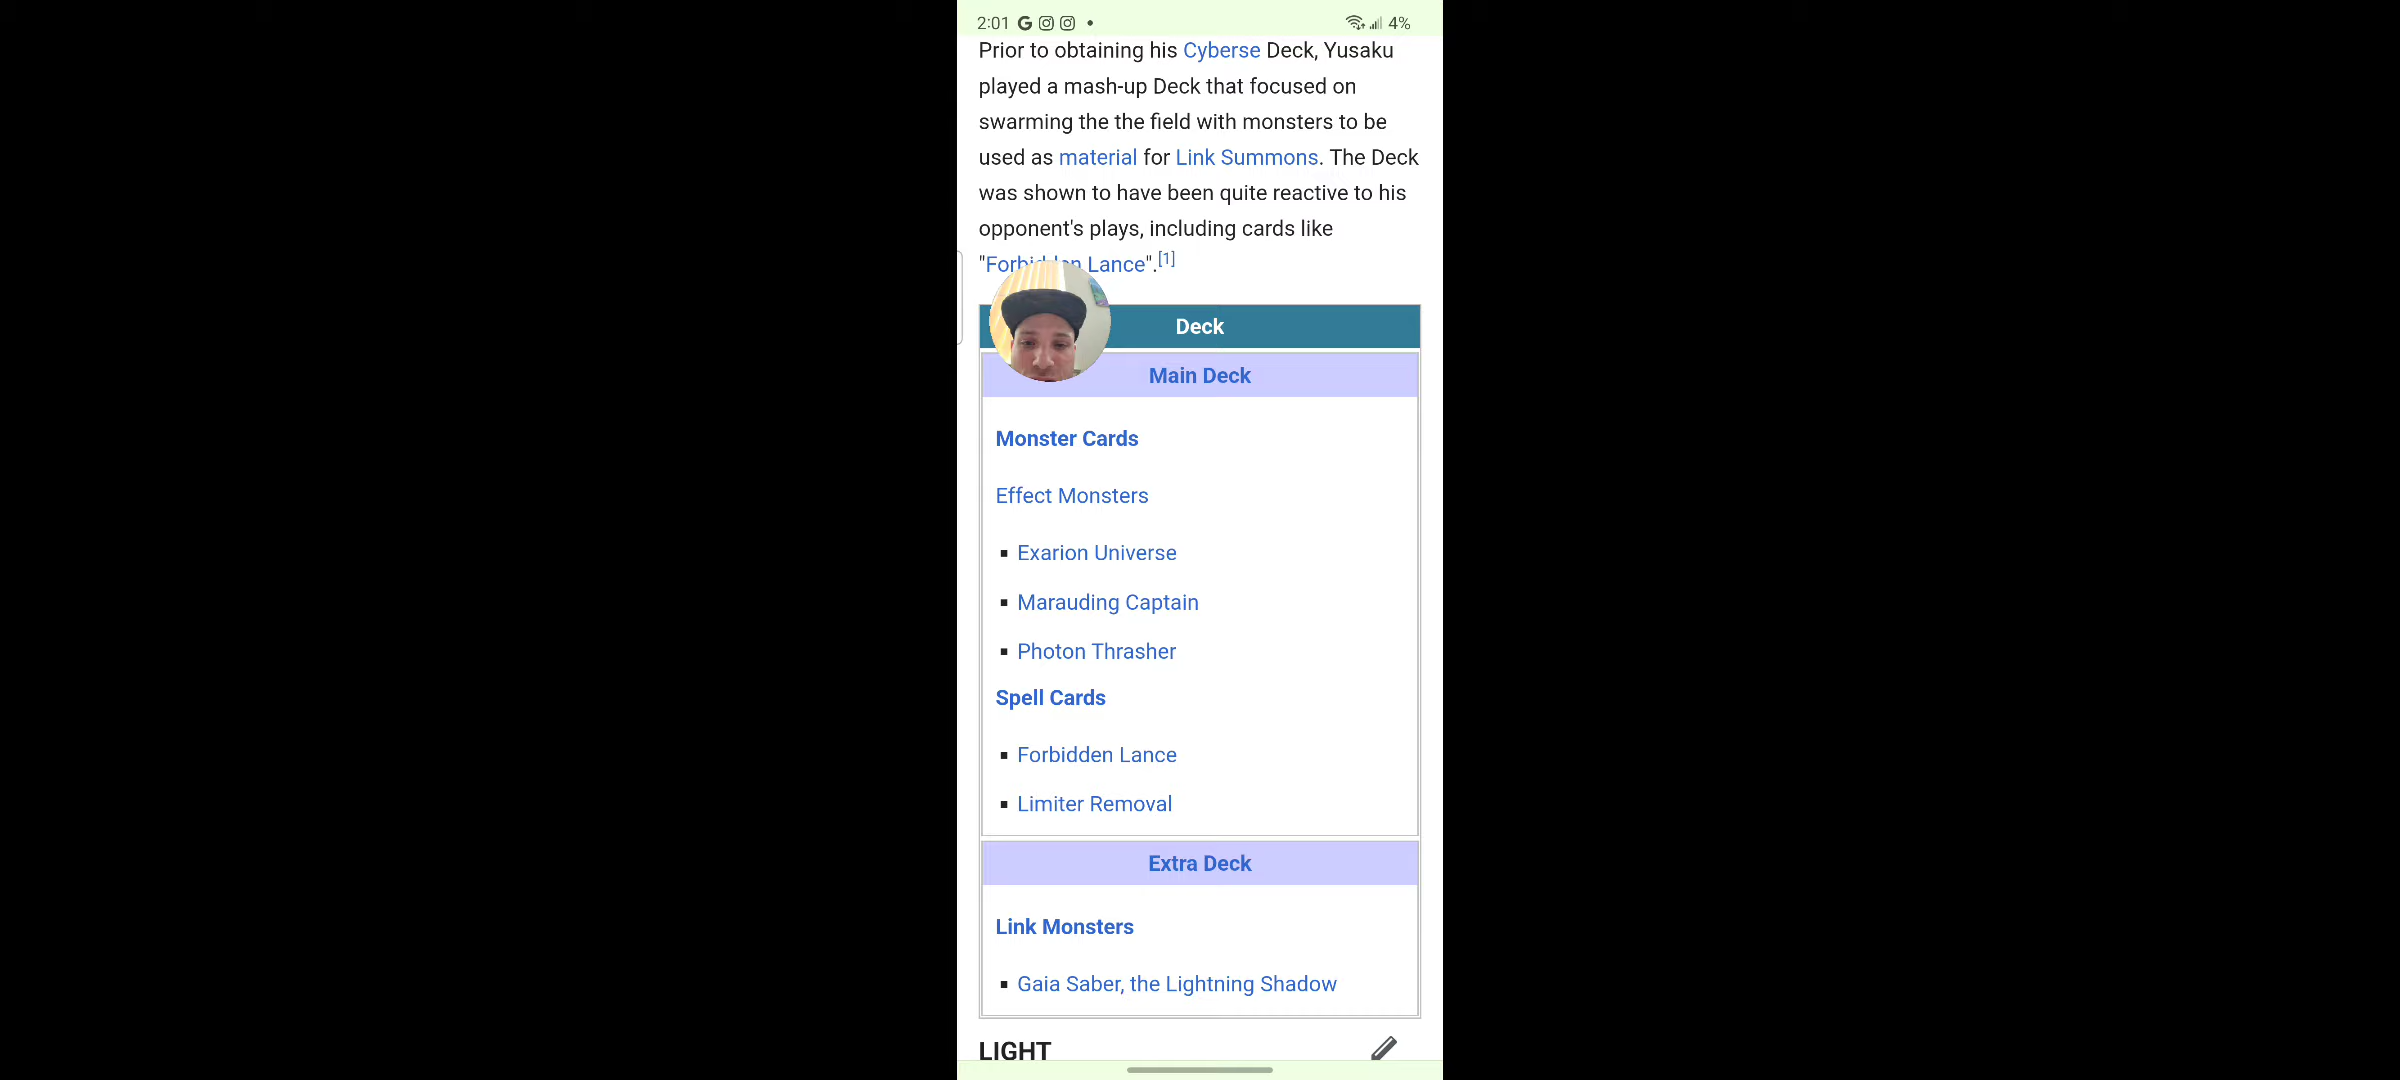 2:01 4%
Prior to obtaining his Cyberse Deck, Yusaku
played a mash-up Deck that focused on
swarming the the field with monsters to be
used as material for Link Summons. The Deck
was shown to have been quite reactive to his
opponent's plays, including cards like
"Forbidden Lance".[1]
Deck
Main Deck
Monster Cards
Effect Monsters
▪ Exarion Universe
▪ Marauding Captain
▪ Photon Thrasher
Spell Cards
▪ Forbidden Lance
▪ Limiter Removal
Extra Deck
Link Monsters
▪ Gaia Saber, the Lightning Shadow
LIGHT